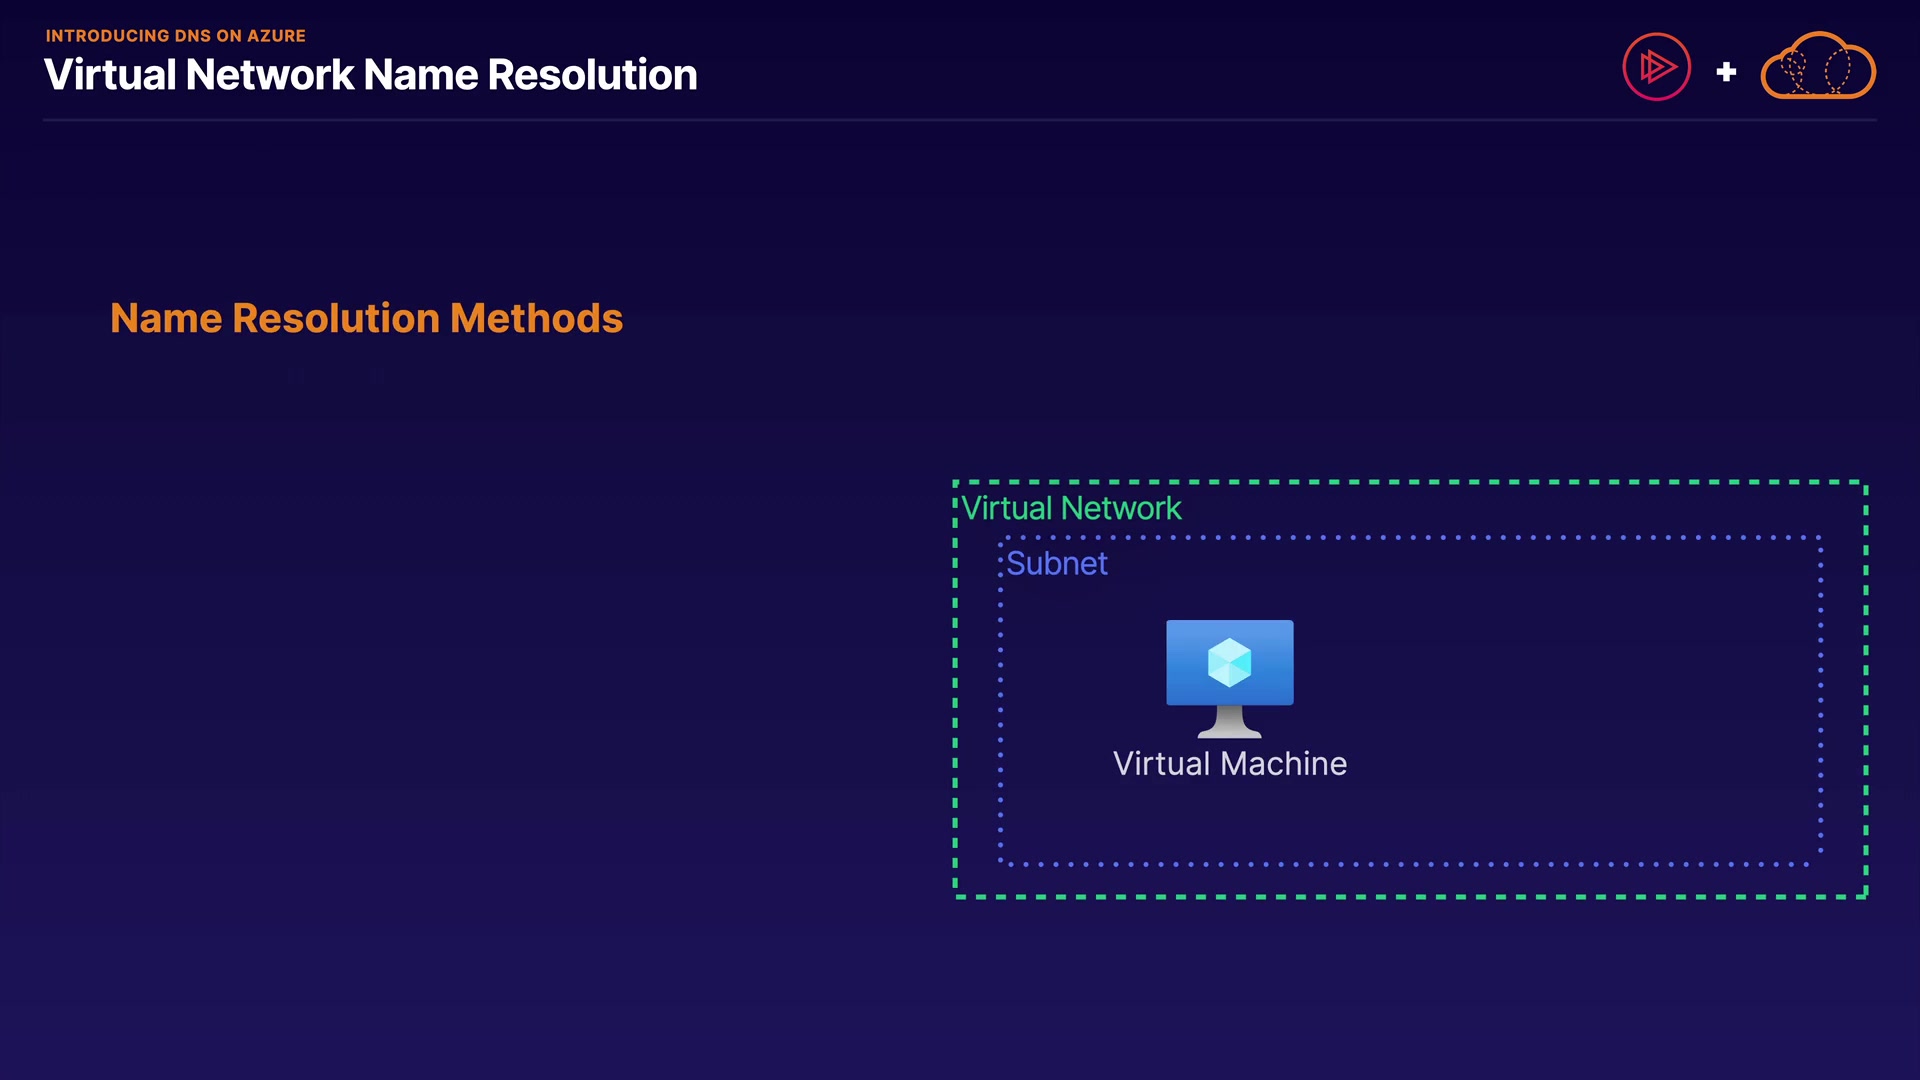 INTRODUCING DNS ON AZURE
Virtual Network Name Resolution
+
Name Resolution Methods
Virtual Network
Subnet
Virtual Machine